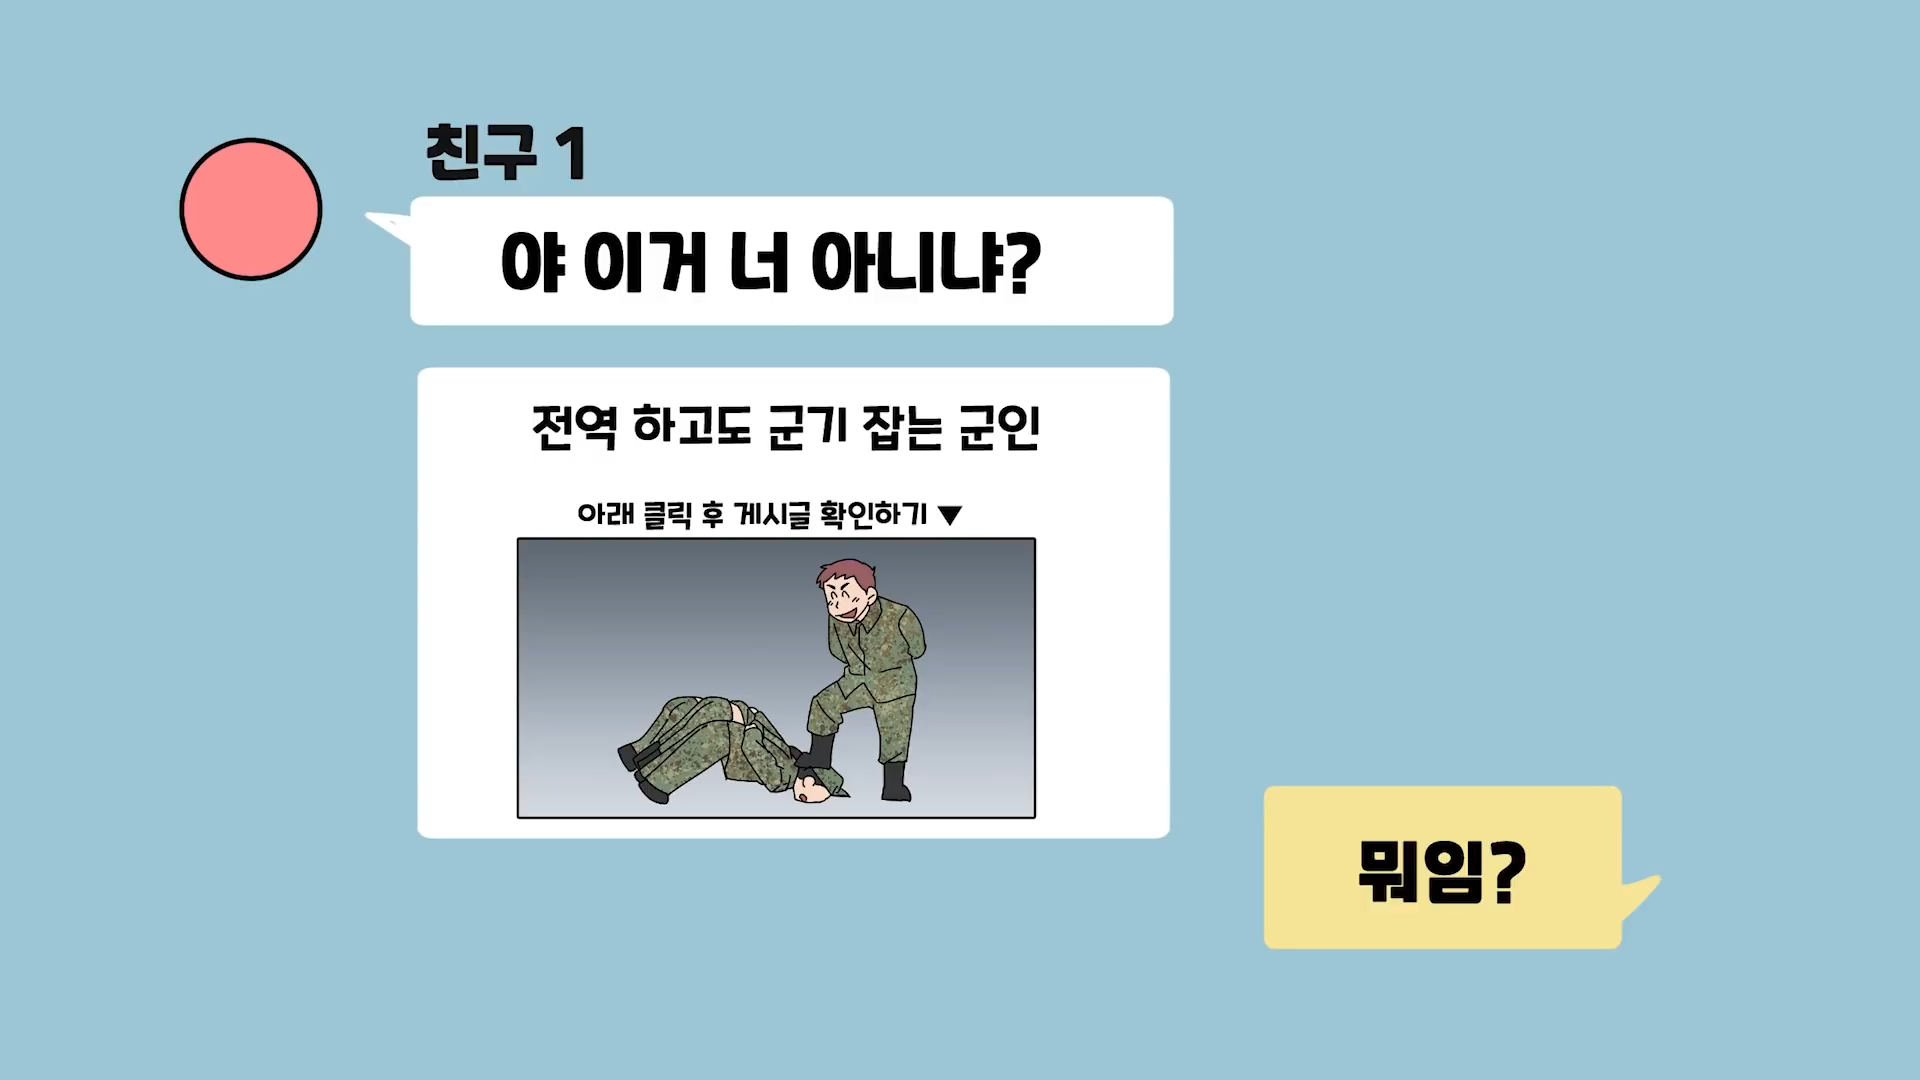 친구 1
야 이거 너 아니냐?
전역 하고도 군기 잡는 군인
아래 클릭 후 게시글 확인하기 ▼
뭐임?